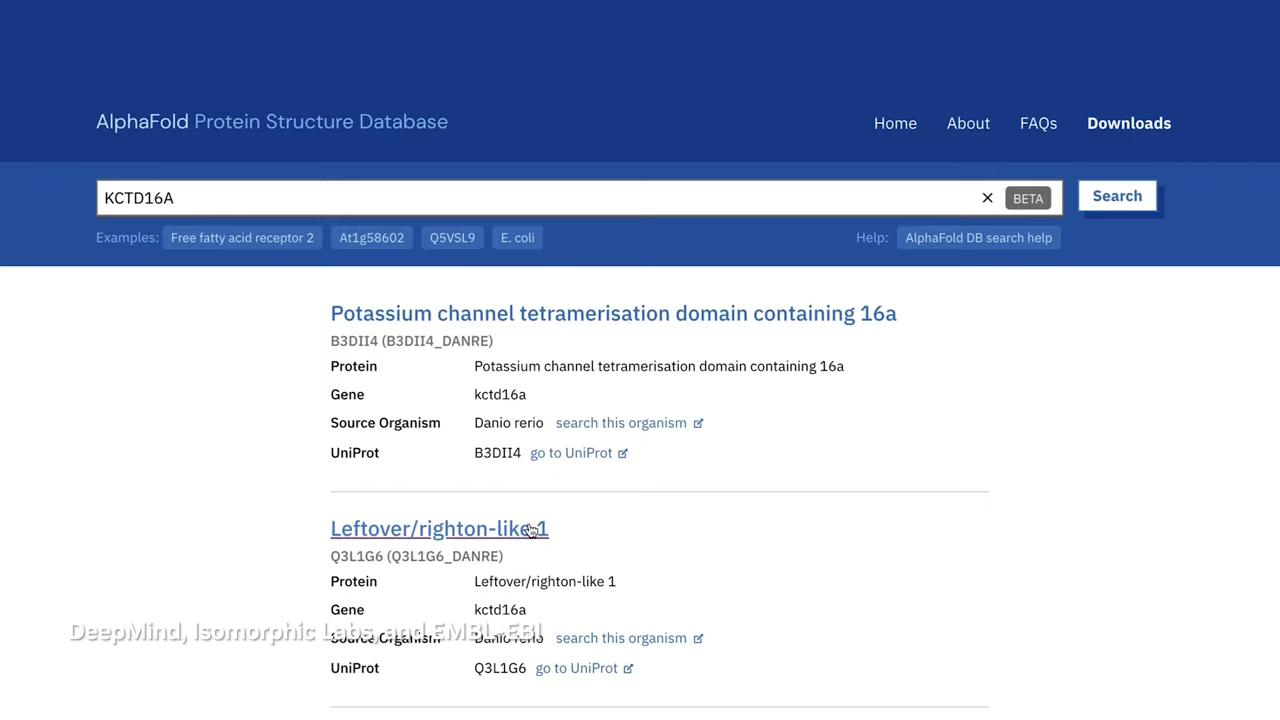 AlphaFold Protein Structure Database
Home About FAQs Downloads
KCTD16A
BETA
Search
Examples: Free fatty acid receptor 2 At1g58602 Q5VSL9 E. coli
Help: AlphaFold DB search help
Potassium channel tetramerisation domain containing 16a
B3DII4 (B3DII4_DANRE)
Protein Potassium channel tetramerisation domain containing 16a
Gene kctd16a
Source Organism Danio rerio search this organism
UniProt B3DII4 go to UniProt
Leftover/righton-like 1
Q3L1G6 (Q3L1G6_DANRE)
Protein Leftover/righton-like 1
Gene kctd16a
DeepMind, Isomorphic Labs, and EMBL-EBI
Source Organism Danio rerio search this organism
UniProt Q3L1G6 go to UniProt